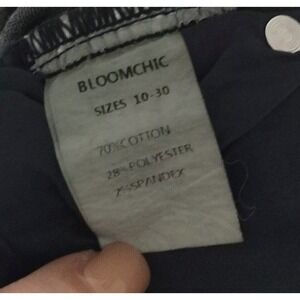 BLOOMCHIC
SIZES 10-30
70%COTTON
28%POLYESTER
2%SPANDEX